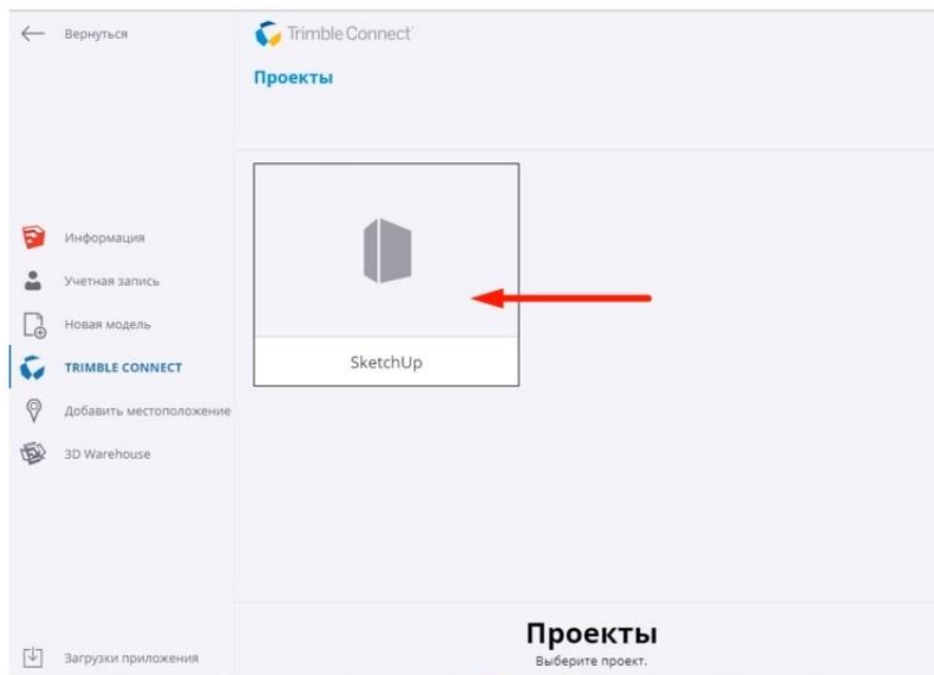 Вернуться
Trimble Connect
Проекты
Информация
Учетная запись
Новая модель
TRIMBLE CONNECT
Добавить местоположение
3D Warehouse
SketchUp
Проекты
Выберите проект.
Загрузки приложения